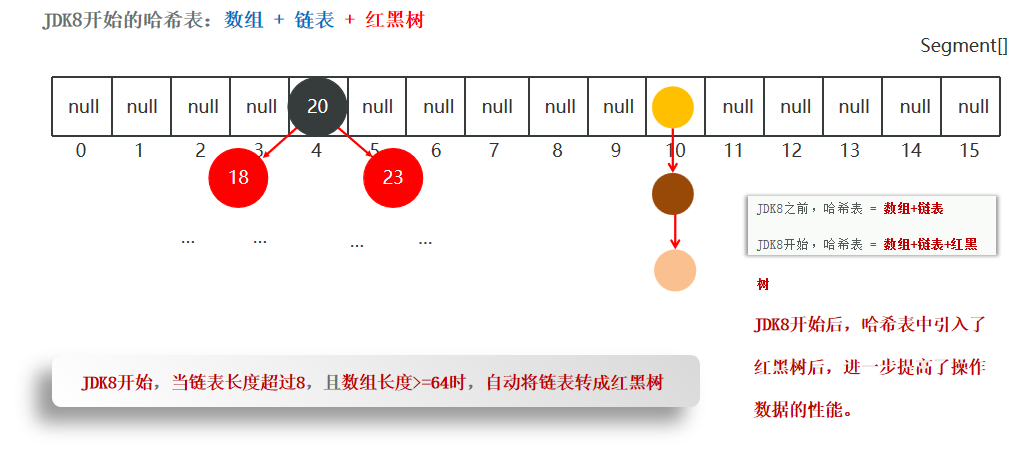 JDK8开始的哈希表：数组 + 链表 + 红黑树
Segment[]
null null null null 20 null null null null null null null null null null
0 1 2 3 4 5 6 7 8 9 10 11 12 13 14 15
18 23
... ... ... ...
JDK8之前，哈希表 = 数组+链表
JDK8开始，哈希表 = 数组+链表+红黑
树
JDK8开始后，哈希表中引入了
红黑树后，进一步提高了操作
数据的性能。
JDK8开始，当链表长度超过8，且数组长度>=64时，自动将链表转成红黑树